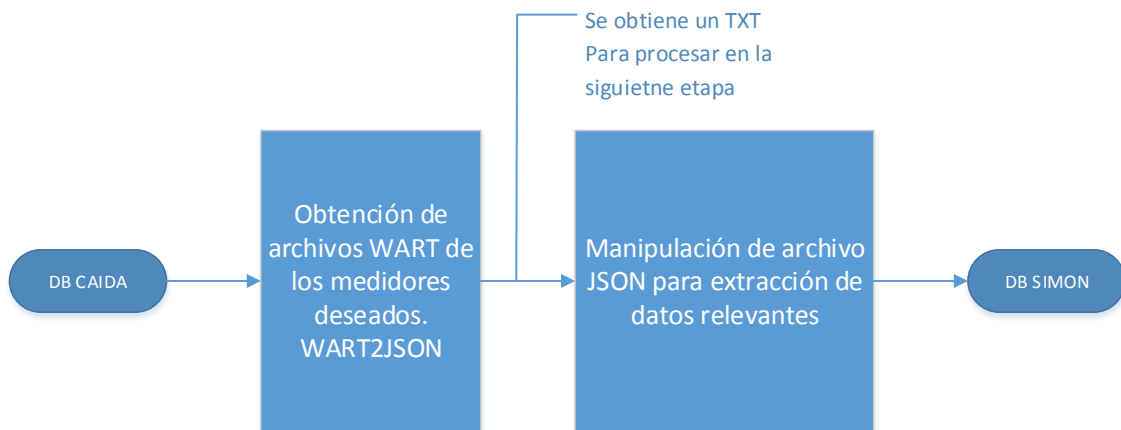 Se obtiene un TXT
Para procesar en la
siguietne etapa
DB CAIDA
Obtención de
archivos WART de
los medidores
deseados.
WART2JSON
Manipulación de archivo
JSON para extracción de
datos relevantes
DB SIMON